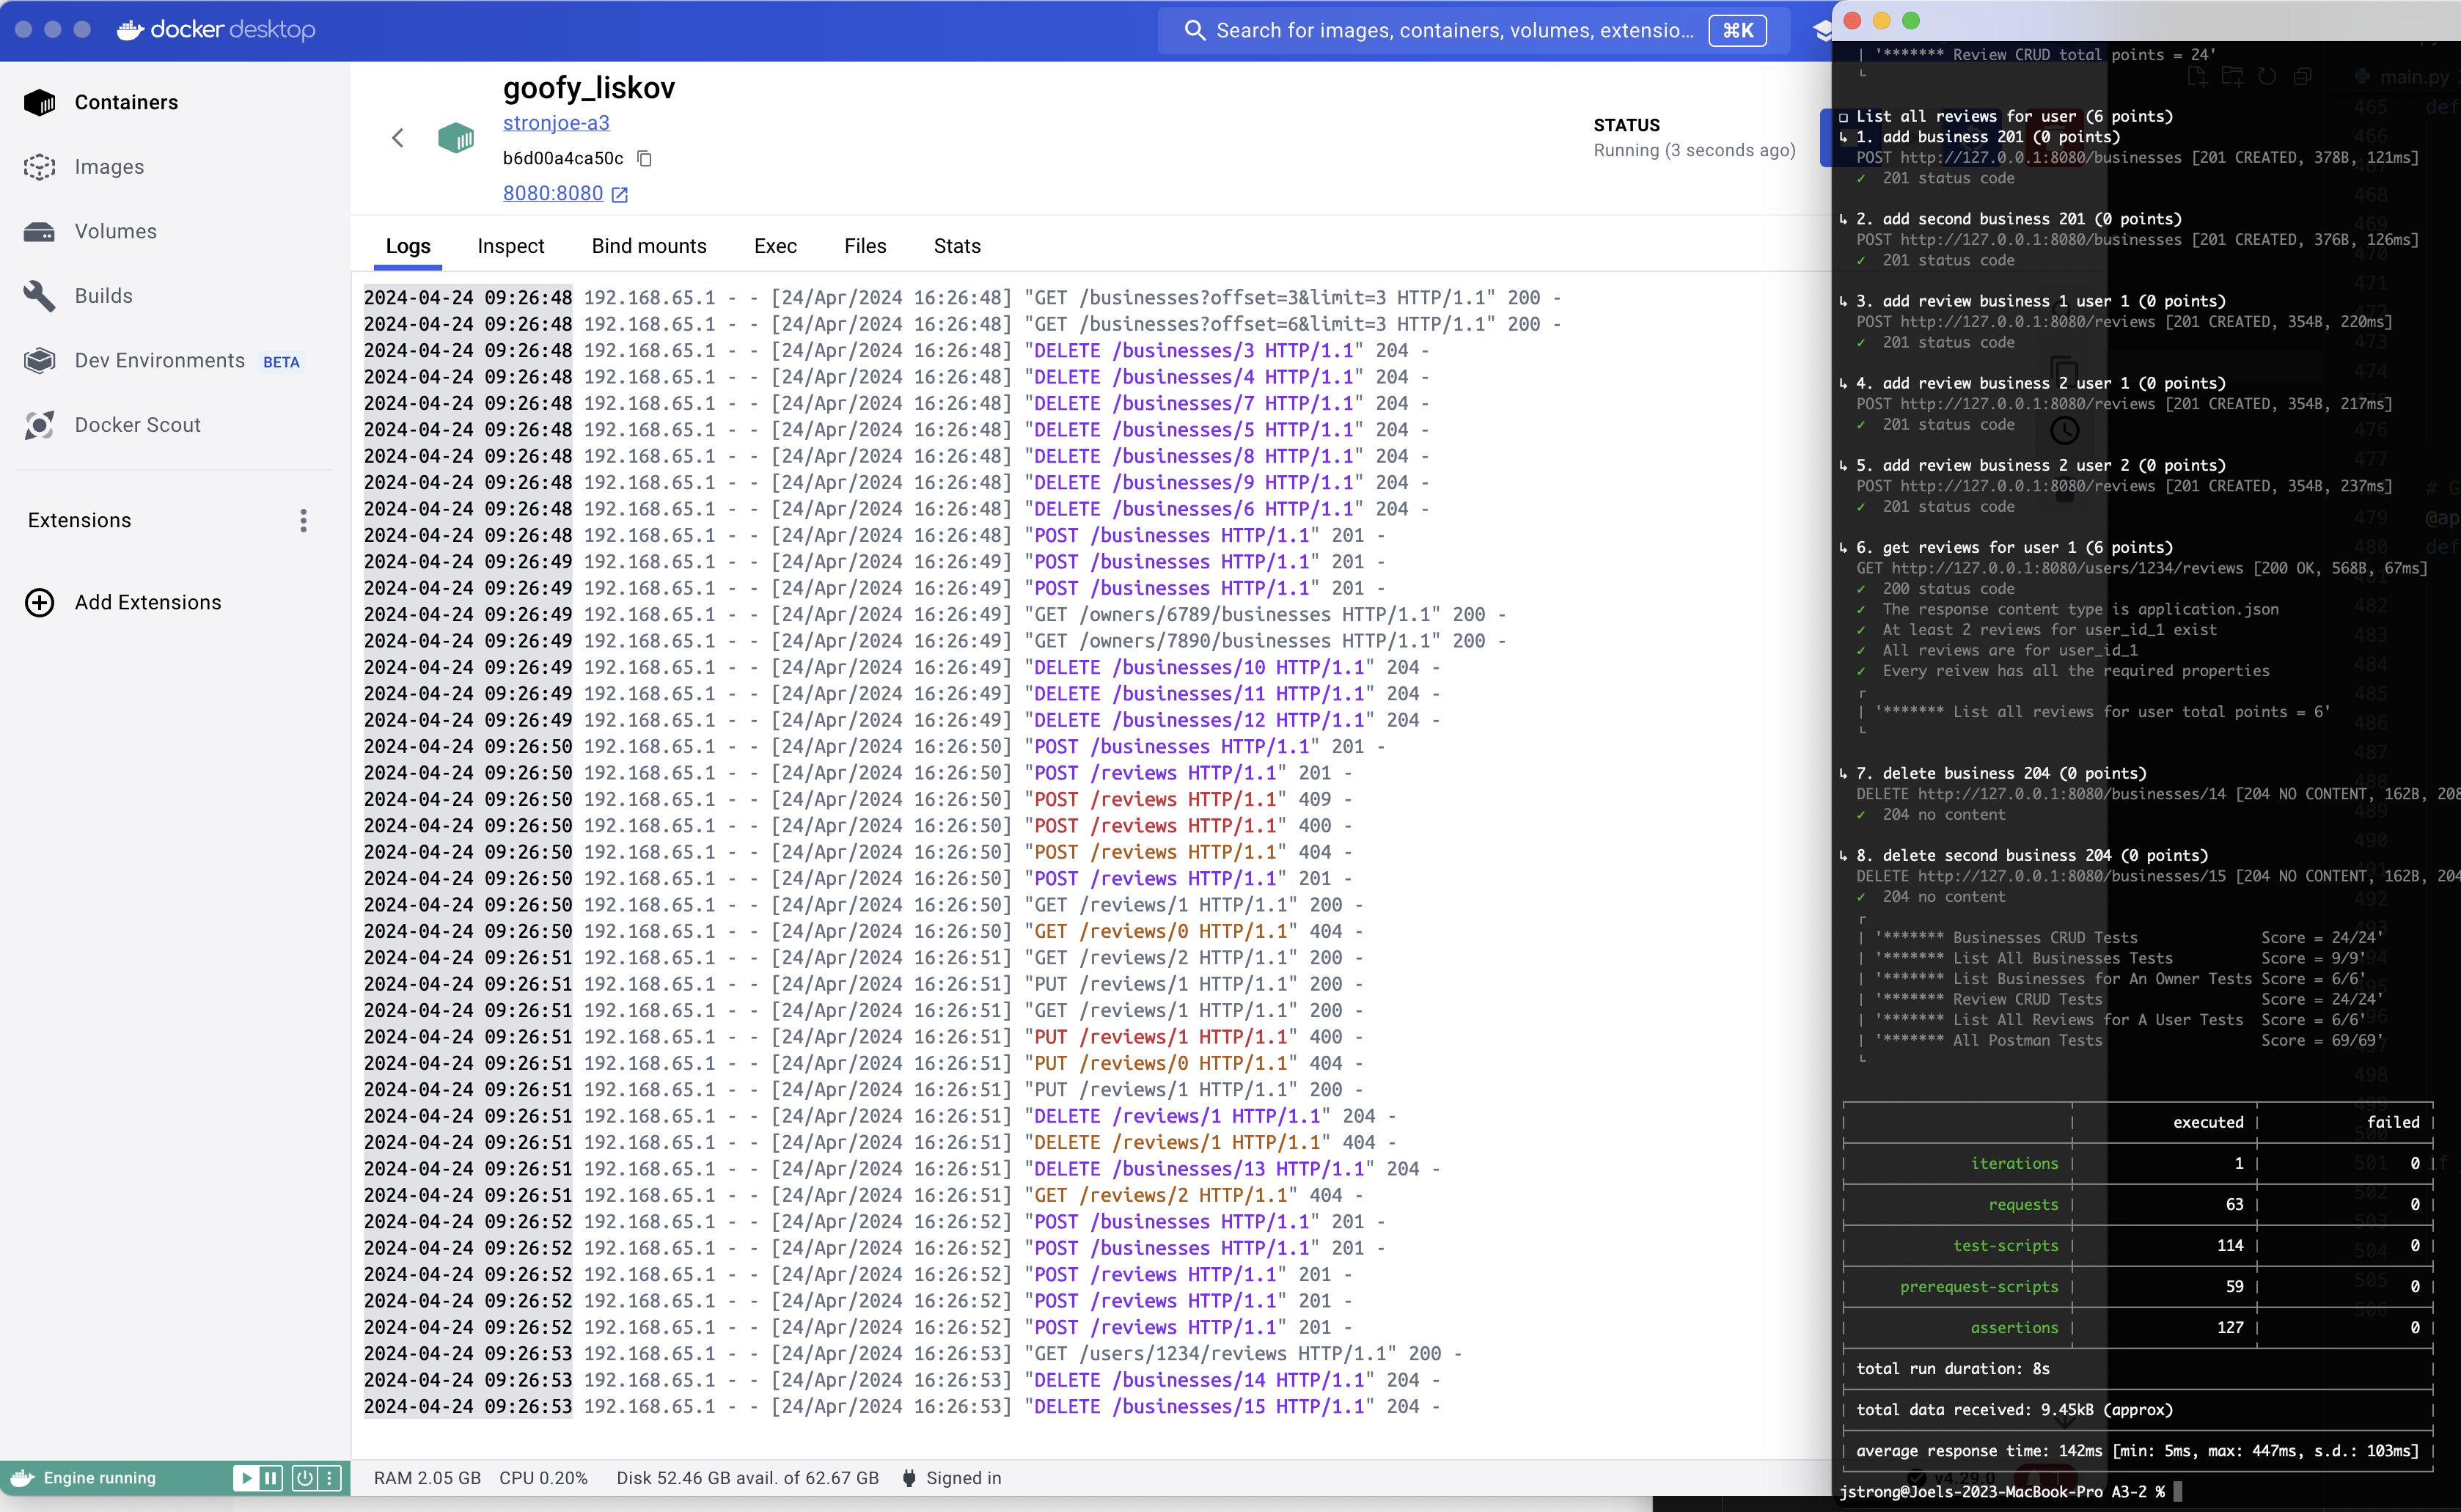 docker desktop
Search for images, containers, volumes, extensio...
⌘K
Containers
Images
Volumes
Builds
Dev Environments BETA
Docker Scout
Extensions
Add Extensions
goofy_liskov
stronjoe-a3
b6d00a4ca50c
8080:8080
STATUS
Running (3 seconds ago)
Logs Inspect Bind mounts Exec Files Stats
2024-04-24 09:26:48 192.168.65.1 - - [24/Apr/2024 16:26:48] "GET /businesses?offset=3&limit=3 HTTP/1.1" 200 -
2024-04-24 09:26:48 192.168.65.1 - - [24/Apr/2024 16:26:48] "GET /businesses?offset=6&limit=3 HTTP/1.1" 200 -
2024-04-24 09:26:48 192.168.65.1 - - [24/Apr/2024 16:26:48] "DELETE /businesses/3 HTTP/1.1" 204 -
2024-04-24 09:26:48 192.168.65.1 - - [24/Apr/2024 16:26:48] "DELETE /businesses/4 HTTP/1.1" 204 -
2024-04-24 09:26:48 192.168.65.1 - - [24/Apr/2024 16:26:48] "DELETE /businesses/7 HTTP/1.1" 204 -
2024-04-24 09:26:48 192.168.65.1 - - [24/Apr/2024 16:26:48] "DELETE /businesses/5 HTTP/1.1" 204 -
2024-04-24 09:26:48 192.168.65.1 - - [24/Apr/2024 16:26:48] "DELETE /businesses/8 HTTP/1.1" 204 -
2024-04-24 09:26:48 192.168.65.1 - - [24/Apr/2024 16:26:48] "DELETE /businesses/9 HTTP/1.1" 204 -
2024-04-24 09:26:48 192.168.65.1 - - [24/Apr/2024 16:26:48] "DELETE /businesses/6 HTTP/1.1" 204 -
2024-04-24 09:26:48 192.168.65.1 - - [24/Apr/2024 16:26:48] "POST /businesses HTTP/1.1" 201 -
2024-04-24 09:26:49 192.168.65.1 - - [24/Apr/2024 16:26:49] "POST /businesses HTTP/1.1" 201 -
2024-04-24 09:26:49 192.168.65.1 - - [24/Apr/2024 16:26:49] "POST /businesses HTTP/1.1" 201 -
2024-04-24 09:26:49 192.168.65.1 - - [24/Apr/2024 16:26:49] "GET /owners/6789/businesses HTTP/1.1" 200 -
2024-04-24 09:26:49 192.168.65.1 - - [24/Apr/2024 16:26:49] "GET /owners/7890/businesses HTTP/1.1" 200 -
2024-04-24 09:26:49 192.168.65.1 - - [24/Apr/2024 16:26:49] "DELETE /businesses/10 HTTP/1.1" 204 -
2024-04-24 09:26:49 192.168.65.1 - - [24/Apr/2024 16:26:49] "DELETE /businesses/11 HTTP/1.1" 204 -
2024-04-24 09:26:49 192.168.65.1 - - [24/Apr/2024 16:26:49] "DELETE /businesses/12 HTTP/1.1" 204 -
2024-04-24 09:26:50 192.168.65.1 - - [24/Apr/2024 16:26:50] "POST /businesses HTTP/1.1" 201 -
2024-04-24 09:26:50 192.168.65.1 - - [24/Apr/2024 16:26:50] "POST /reviews HTTP/1.1" 201 -
2024-04-24 09:26:50 192.168.65.1 - - [24/Apr/2024 16:26:50] "POST /reviews HTTP/1.1" 409 -
2024-04-24 09:26:50 192.168.65.1 - - [24/Apr/2024 16:26:50] "POST /reviews HTTP/1.1" 400 -
2024-04-24 09:26:50 192.168.65.1 - - [24/Apr/2024 16:26:50] "POST /reviews HTTP/1.1" 404 -
2024-04-24 09:26:50 192.168.65.1 - - [24/Apr/2024 16:26:50] "POST /reviews HTTP/1.1" 201 -
2024-04-24 09:26:50 192.168.65.1 - - [24/Apr/2024 16:26:50] "GET /reviews/1 HTTP/1.1" 200 -
2024-04-24 09:26:50 192.168.65.1 - - [24/Apr/2024 16:26:50] "GET /reviews/0 HTTP/1.1" 404 -
2024-04-24 09:26:51 192.168.65.1 - - [24/Apr/2024 16:26:51] "GET /reviews/2 HTTP/1.1" 200 -
2024-04-24 09:26:51 192.168.65.1 - - [24/Apr/2024 16:26:51] "PUT /reviews/1 HTTP/1.1" 200 -
2024-04-24 09:26:51 192.168.65.1 - - [24/Apr/2024 16:26:51] "GET /reviews/1 HTTP/1.1" 200 -
2024-04-24 09:26:51 192.168.65.1 - - [24/Apr/2024 16:26:51] "PUT /reviews/1 HTTP/1.1" 400 -
2024-04-24 09:26:51 192.168.65.1 - - [24/Apr/2024 16:26:51] "PUT /reviews/0 HTTP/1.1" 404 -
2024-04-24 09:26:51 192.168.65.1 - - [24/Apr/2024 16:26:51] "PUT /reviews/1 HTTP/1.1" 200 -
2024-04-24 09:26:51 192.168.65.1 - - [24/Apr/2024 16:26:51] "DELETE /reviews/1 HTTP/1.1" 204 -
2024-04-24 09:26:51 192.168.65.1 - - [24/Apr/2024 16:26:51] "DELETE /reviews/1 HTTP/1.1" 404 -
2024-04-24 09:26:51 192.168.65.1 - - [24/Apr/2024 16:26:51] "DELETE /businesses/13 HTTP/1.1" 204 -
2024-04-24 09:26:51 192.168.65.1 - - [24/Apr/2024 16:26:51] "GET /reviews/2 HTTP/1.1" 404 -
2024-04-24 09:26:52 192.168.65.1 - - [24/Apr/2024 16:26:52] "POST /businesses HTTP/1.1" 201 -
2024-04-24 09:26:52 192.168.65.1 - - [24/Apr/2024 16:26:52] "POST /businesses HTTP/1.1" 201 -
2024-04-24 09:26:52 192.168.65.1 - - [24/Apr/2024 16:26:52] "POST /reviews HTTP/1.1" 201 -
2024-04-24 09:26:52 192.168.65.1 - - [24/Apr/2024 16:26:52] "POST /reviews HTTP/1.1" 201 -
2024-04-24 09:26:52 192.168.65.1 - - [24/Apr/2024 16:26:52] "POST /reviews HTTP/1.1" 201 -
2024-04-24 09:26:53 192.168.65.1 - - [24/Apr/2024 16:26:53] "GET /users/1234/reviews HTTP/1.1" 200 -
2024-04-24 09:26:53 192.168.65.1 - - [24/Apr/2024 16:26:53] "DELETE /businesses/14 HTTP/1.1" 204 -
2024-04-24 09:26:53 192.168.65.1 - - [24/Apr/2024 16:26:53] "DELETE /businesses/15 HTTP/1.1" 204 -
Engine running
RAM 2.05 GB CPU 0.20% Disk 52.46 GB avail. of 62.67 GB Signed in
| '******* Review CRUD total points = 24'
main.py
❏ List all reviews for user (6 points)
↳ 1. add business 201 (0 points)
POST http://127.0.0.1:8080/businesses [201 CREATED, 378B, 121ms]
✓ 201 status code
↳ 2. add second business 201 (0 points)
POST http://127.0.0.1:8080/businesses [201 CREATED, 376B, 126ms]
✓ 201 status code
↳ 3. add review business 1 user 1 (0 points)
POST http://127.0.0.1:8080/reviews [201 CREATED, 354B, 220ms]
✓ 201 status code
↳ 4. add review business 2 user 1 (0 points)
POST http://127.0.0.1:8080/reviews [201 CREATED, 354B, 217ms]
✓ 201 status code
↳ 5. add review business 2 user 2 (0 points)
POST http://127.0.0.1:8080/reviews [201 CREATED, 354B, 237ms]
✓ 201 status code
↳ 6. get reviews for user 1 (6 points)
GET http://127.0.0.1:8080/users/1234/reviews [200 OK, 568B, 67ms]
✓ 200 status code
✓ The response content type is application.json
✓ At least 2 reviews for user_id_1 exist
✓ All reviews are for user_id_1
✓ Every reivew has all the required properties
| '******* List all reviews for user total points = 6'
↳ 7. delete business 204 (0 points)
DELETE http://127.0.0.1:8080/businesses/14 [204 NO CONTENT, 162B, 208
✓ 204 no content
↳ 8. delete second business 204 (0 points)
DELETE http://127.0.0.1:8080/businesses/15 [204 NO CONTENT, 162B, 204
✓ 204 no content
| '******* Businesses CRUD Tests Score = 24/24'
| '******* List All Businesses Tests Score = 9/9'
| '******* List Businesses for An Owner Tests Score = 6/6'
| '******* Review CRUD Tests Score = 24/24'
| '******* List All Reviews for A User Tests Score = 6/6'
| '******* All Postman Tests Score = 69/69'
executed failed
iterations 1 0
requests 63 0
test-scripts 114 0
prerequest-scripts 59 0
assertions 127 0
total run duration: 8s
total data received: 9.45kB (approx)
average response time: 142ms [min: 5ms, max: 447ms, s.d.: 103ms]
v4.29.0
jstrong@Joels-2023-MacBook-Pro A3-2 %